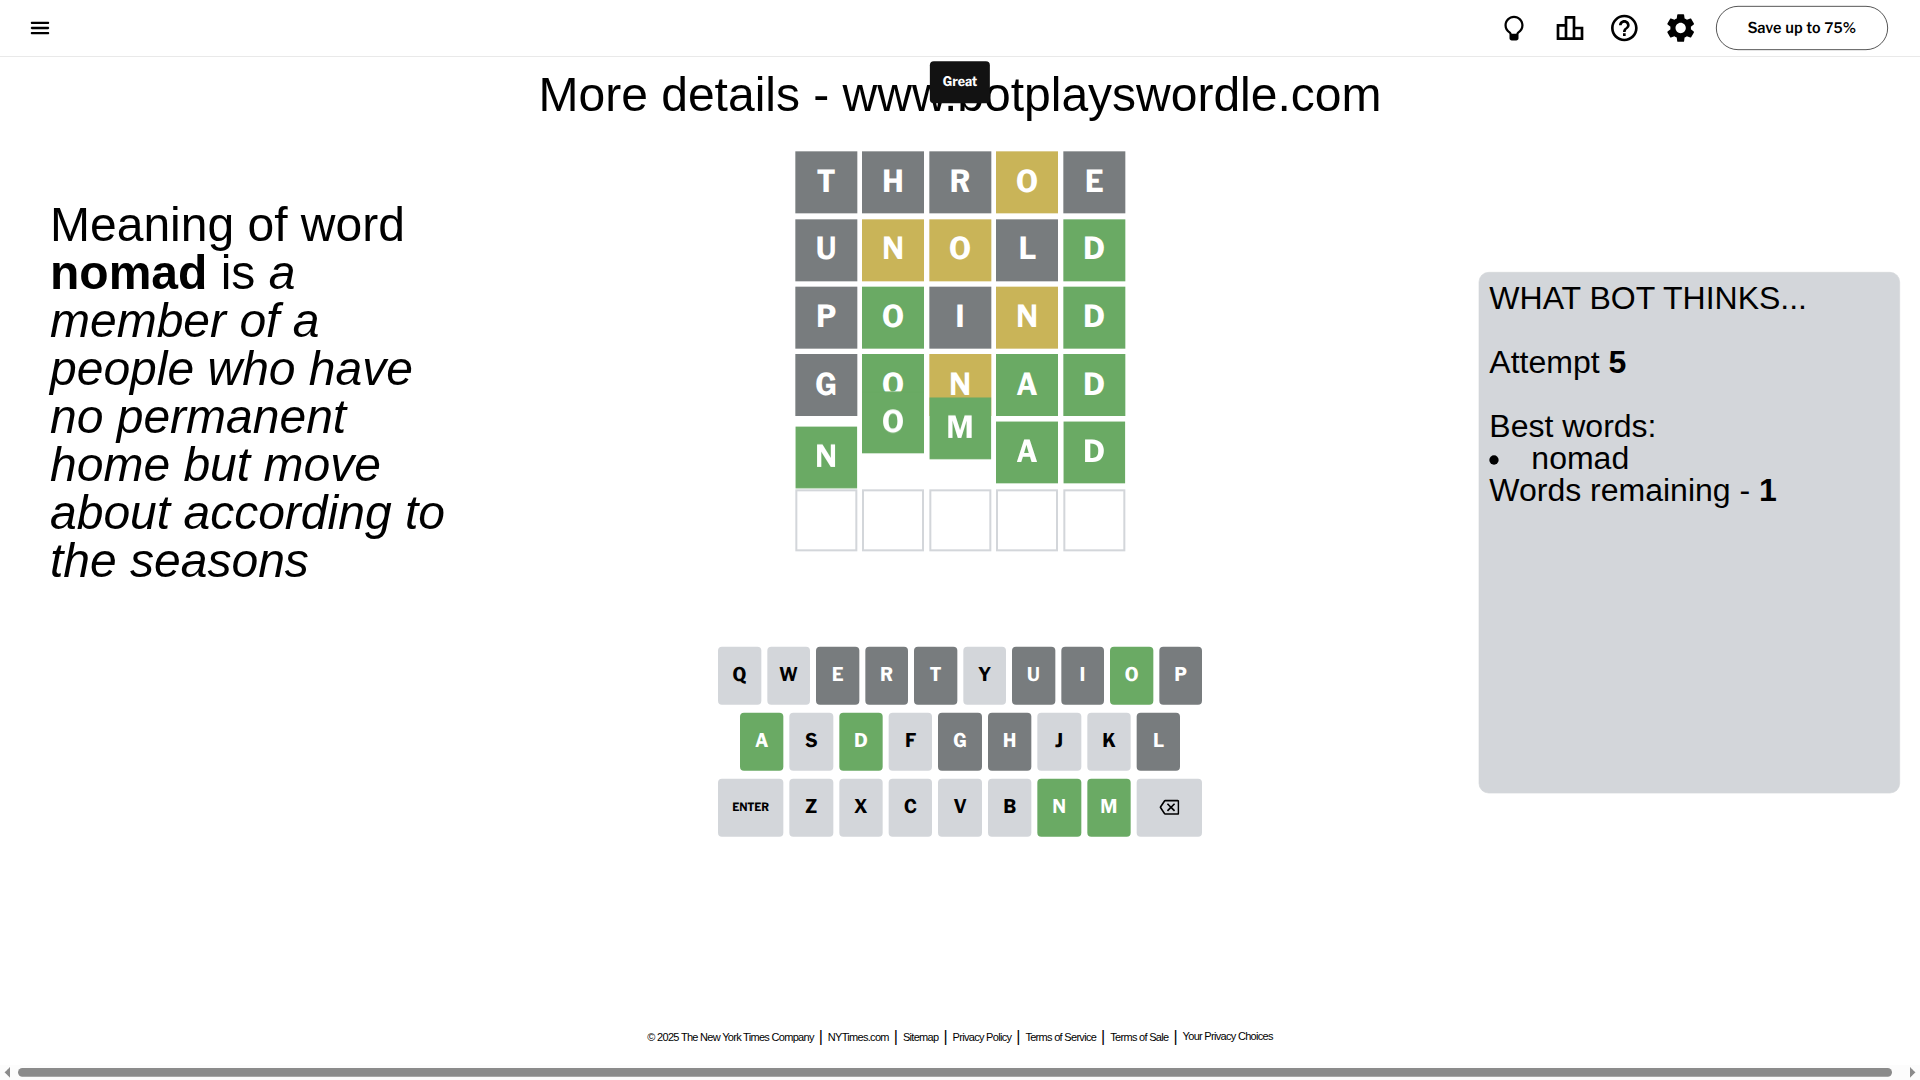 Save up to 75%
Great
More details - www.botplayswordle.com
T H R O E
U N O L D
P O I N D
G O N A D
N O M A D
Meaning of word
nomad is a
member of a
people who have
no permanent
home but move
about according to
the seasons
WHAT BOT THINKS...
Attempt 5
Best words:
• nomad
Words remaining - 1
Q W E R T Y U I O P
A S D F G H J K L
ENTER Z X C V B N M
© 2025 The New York Times Company | NYTimes.com | Sitemap | Privacy Policy | Terms of Service | Terms of Sale | Your Privacy Choices